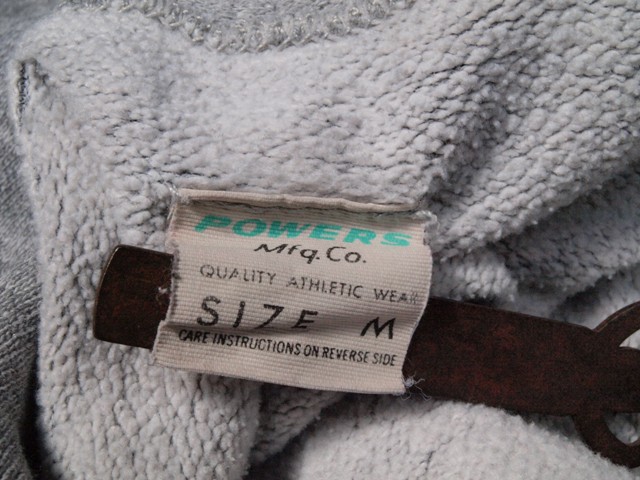 POWERS
Mfg.Co.
QUALITY ATHLETIC WEAR
SIZE M
CARE INSTRUCTIONS ON REVERSE SIDE